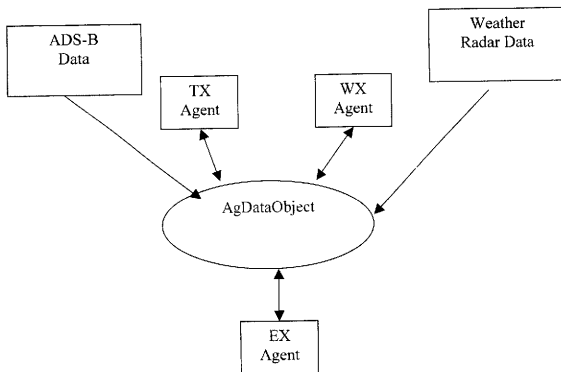 ADS-B
Data
Weather
Radar Data
TX
Agent
WX
Agent
AgDataObject
EX
Agent